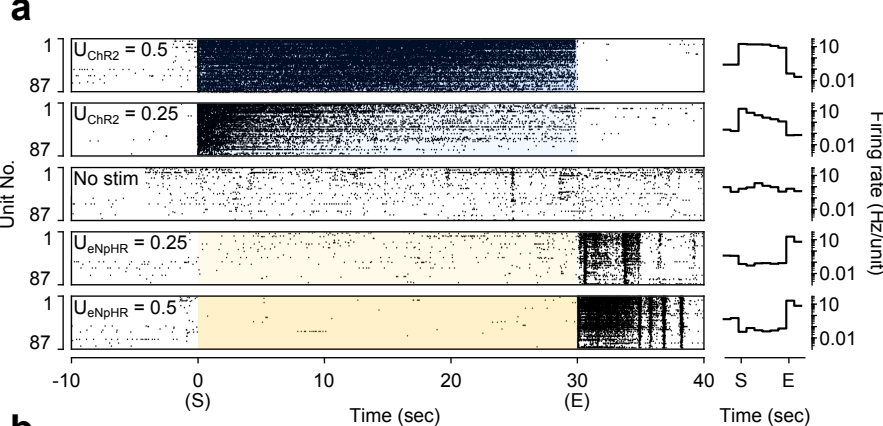 a
1
U_ChR2 = 0.5
87
10
0.01
1
U_ChR2 = 0.25
87
10
0.01
1
No stim
87
10
0.01
1
U_eNpHR = 0.25
87
10
0.01
1
U_eNpHR = 0.5
87
10
0.01
Unit No.
Firing rate (Hz/unit)
-10 0 10 20 30 40
(S) (E)
Time (sec)
S E
Time (sec)
b